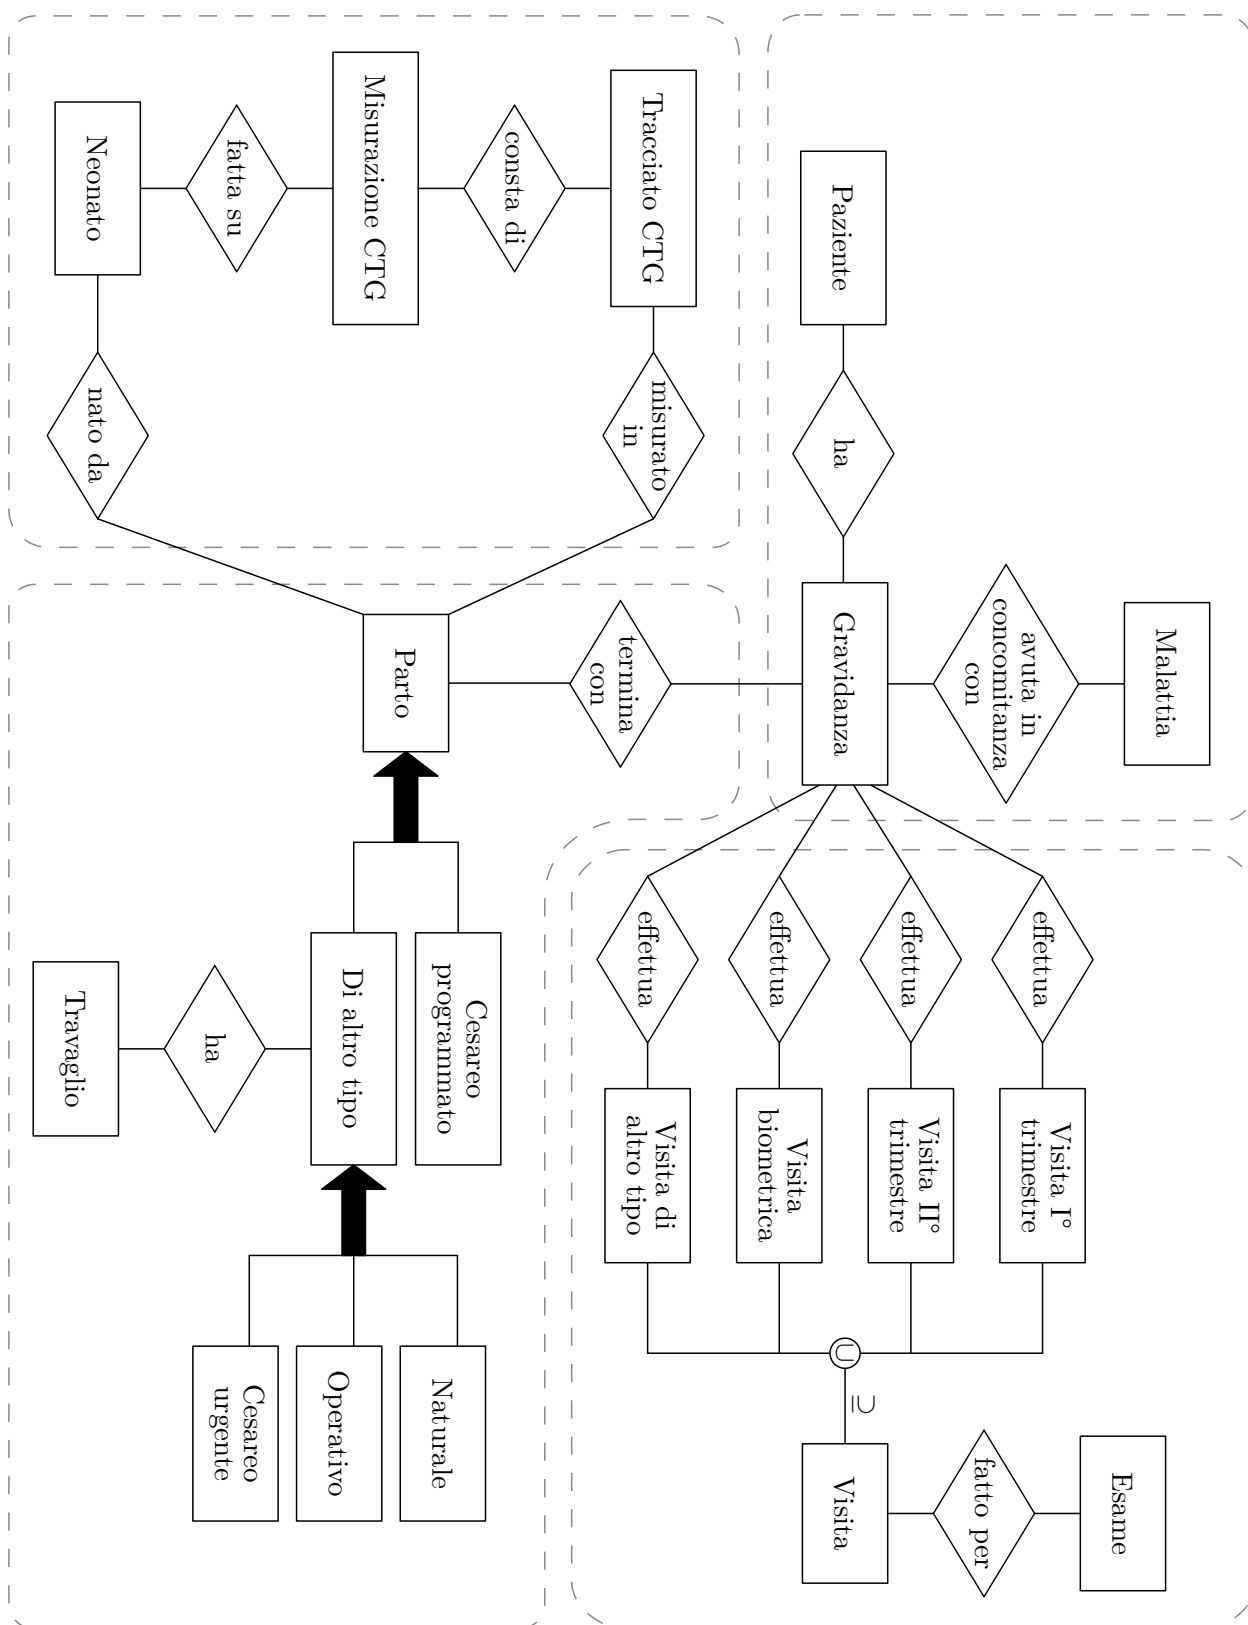 Malattia
avuta in
concomitanza
con
Paziente
ha
Gravidanza
effettua
Visita I°
trimestre
effettua
Visita II°
trimestre
effettua
Visita
biometrica
effettua
Visita di
altro tipo
∪
⊆
Esame
fatto per
Visita
termina
con
Tracciato CTG
misurato
in
consta di
Misurazione CTG
fatta su
Neonato
nato da
Parto
Cesareo
programmato
Di altro tipo
ha
Travaglio
Naturale
Operativo
Cesareo
urgente